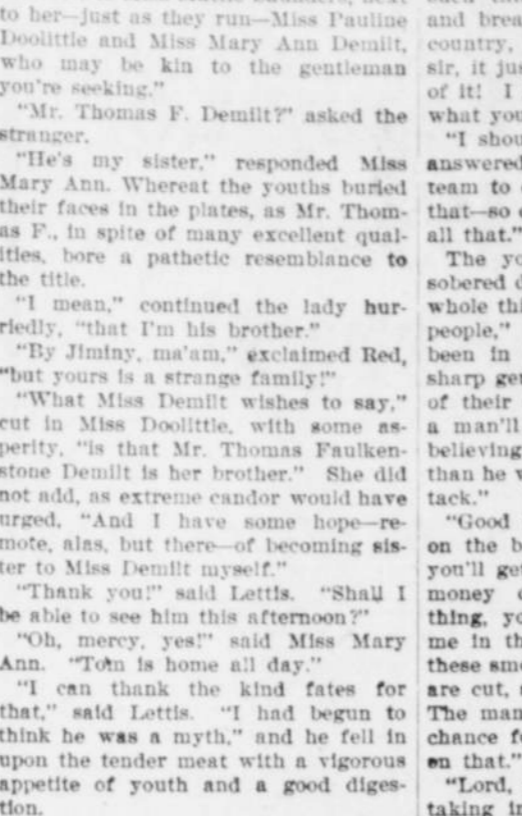 to her—just as they run—Miss Pauline
Doolittle and Miss Mary Ann Demilt,
who may be kin to the gentleman
you're seeking."
"Mr. Thomas F. Demilt?" asked the
stranger.
"He's my sister," responded Miss
Mary Ann. Whereat the youths buried
their faces in the plates, as Mr. Thom-
as F., in spite of many excellent qual-
ities, bore a pathetic resemblance to
the title.
"I mean," continued the lady hur-
riedly, "that I'm his brother."
"By Jiminy, ma'am," exclaimed Red,
"but yours is a strange family!"
"What Miss Demilt wishes to say,"
cut in Miss Doolittle, with some as-
perity, "is that Mr. Thomas Faulken-
stone Demilt is her brother." She did
not add, as extreme candor would have
urged, "And I have some hope—re-
mote, alas, but there—of becoming sis-
ter to Miss Demilt myself."
"Thank you!" said Lettis. "Shall I
be able to see him this afternoon?"
"Oh, mercy, yes!" said Miss Mary
Ann. "Tom is home all day."
"I can thank the kind fates for
that," said Lettis. "I had begun to
think he was a myth," and he fell in
upon the tender meat with a vigorous
appetite of youth and a good diges-
tion.
and brea
country,
sir, it jus
of it! I
what you
"I shou
answered
team to
that—so
all that."
The yo
sobered d
whole thi
people,"
been in
sharp ger
of their
a man'll
believing
than he w
tack."
"Good
on the b
you'll ge
money
thing, yo
me in th
these sme
are cut,
The man
chance f
on that."
"Lord,
taking in